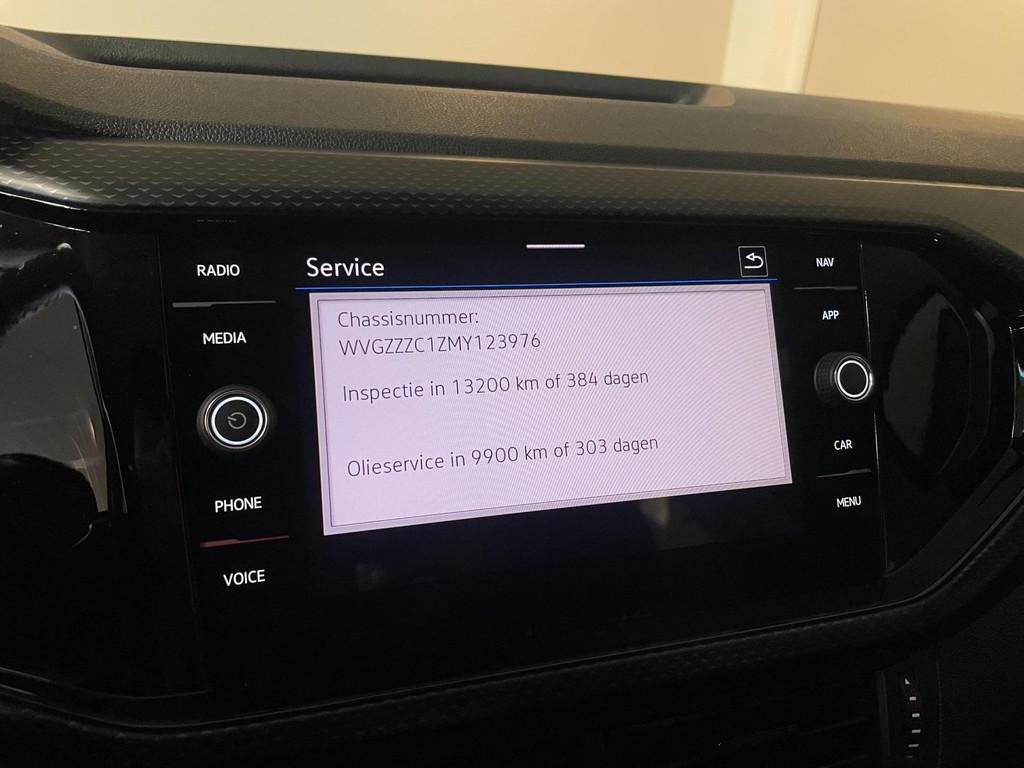 RADIO
MEDIA
PHONE
VOICE
Service
Chassisnummer:
WVGZZZC1ZMY123976
Inspectie in 13200 km of 384 dagen
Olieservice in 9900 km of 303 dagen
NAV
APP
CAR
MENU